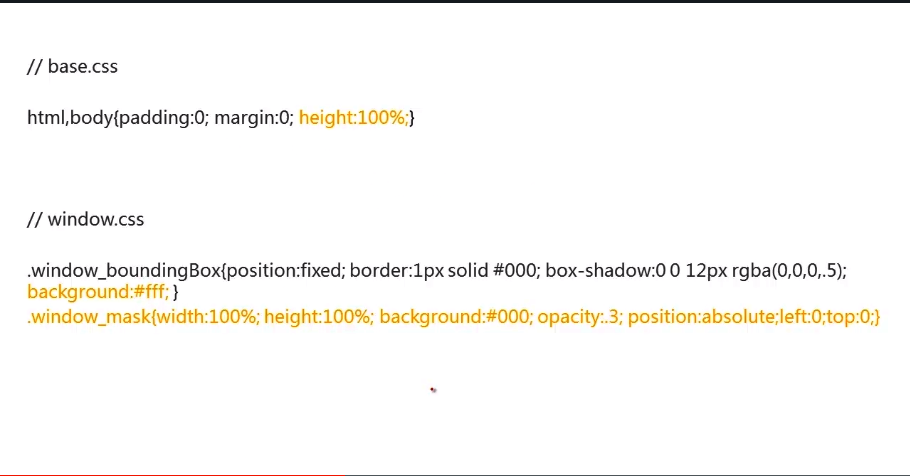 // base.css
html,body{padding:0; margin:0; height:100%;}
// window.css
.window_boundingBox{position:fixed; border:1px solid #000; box-shadow:0 0 12px rgba(0,0,0,.5);
background:#fff; }
.window_mask{width:100%; height:100%; background:#000; opacity:.3; position:absolute;left:0;top:0;}